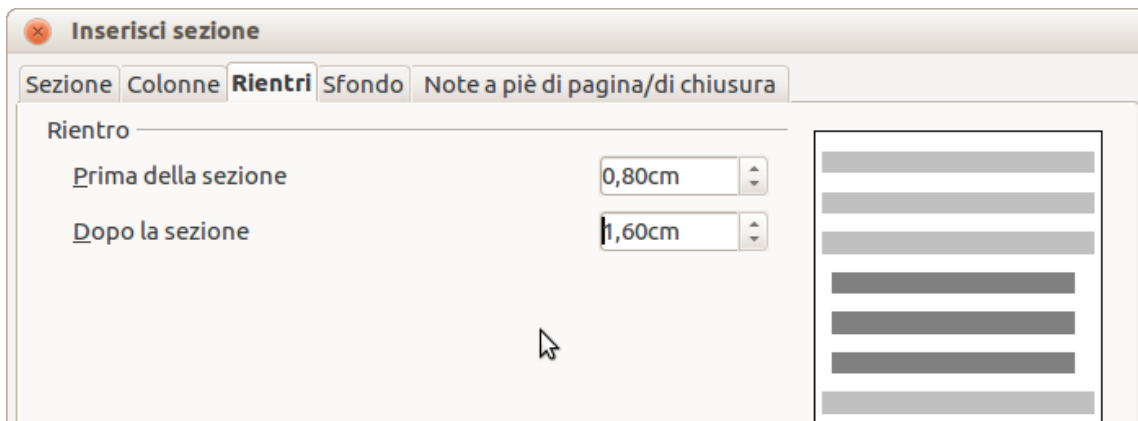 Inserisci sezione
Sezione Colonne Rientri Sfondo Note a piè di pagina/di chiusura
Rientro
Prima della sezione 0,80cm
Dopo la sezione 1,60cm